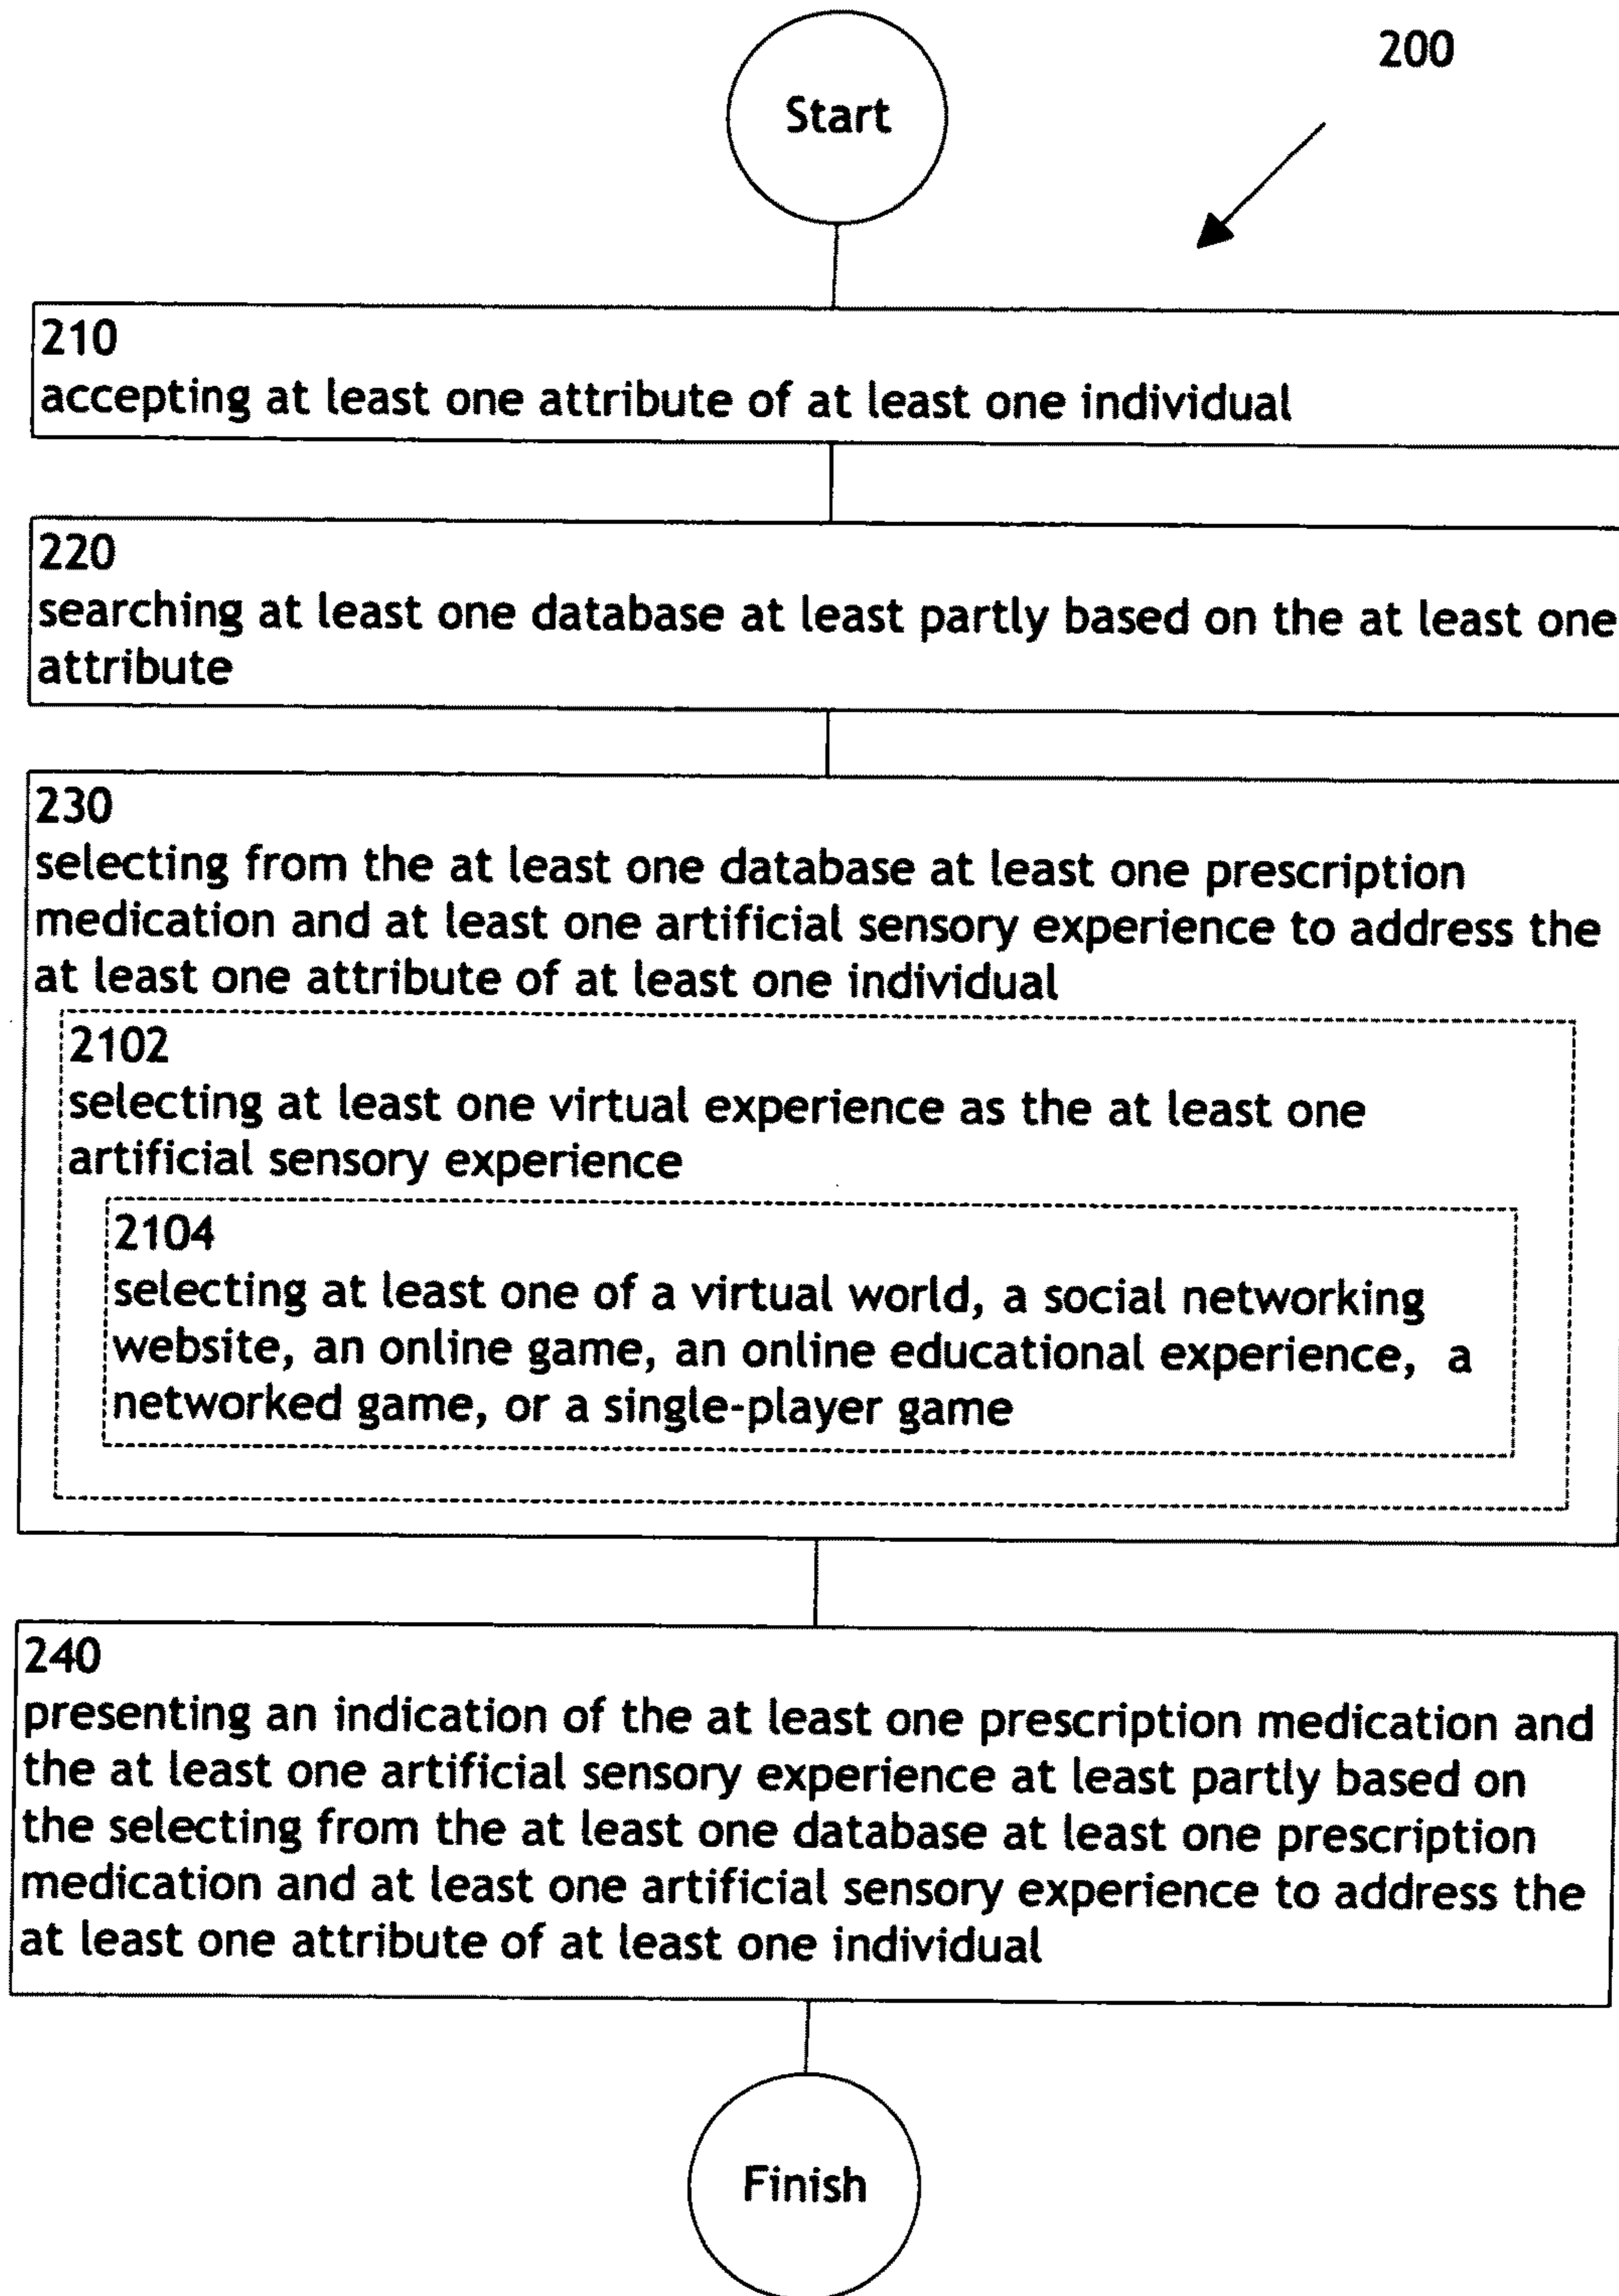 200
Start
210
accepting at least one attribute of at least one individual
220
searching at least one database at least partly based on the at least one
attribute
230
selecting from the at least one database at least one prescription
medication and at least one artificial sensory experience to address the
at least one attribute of at least one individual
2102
selecting at least one virtual experience as the at least one
artificial sensory experience
2104
selecting at least one of a virtual world, a social networking
website, an online game, an online educational experience, a
networked game, or a single-player game
240
presenting an indication of the at least one prescription medication and
the at least one artificial sensory experience at least partly based on
the selecting from the at least one database at least one prescription
medication and at least one artificial sensory experience to address the
at least one attribute of at least one individual
Finish